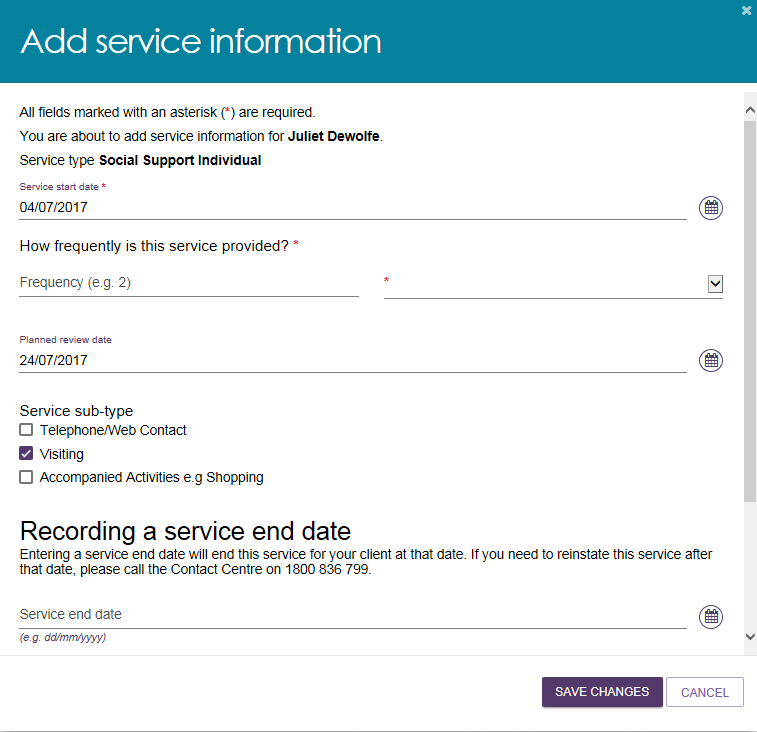 Add service information
All fields marked with an asterisk (*) are required.
You are about to add service information for Juliet Dewolfe.
Service type Social Support Individual
Service start date *
04/07/2017
How frequently is this service provided? *
Frequency (e.g. 2)
*
Planned review date
24/07/2017
Service sub-type
Telephone/Web Contact
Visiting
Accompanied Activities e.g Shopping
Recording a service end date
Entering a service end date will end this service for your client at that date. If you need to reinstate this service after
that date, please call the Contact Centre on 1800 836 799.
Service end date
(e.g. dd/mm/yyyy)
SAVE CHANGES
CANCEL